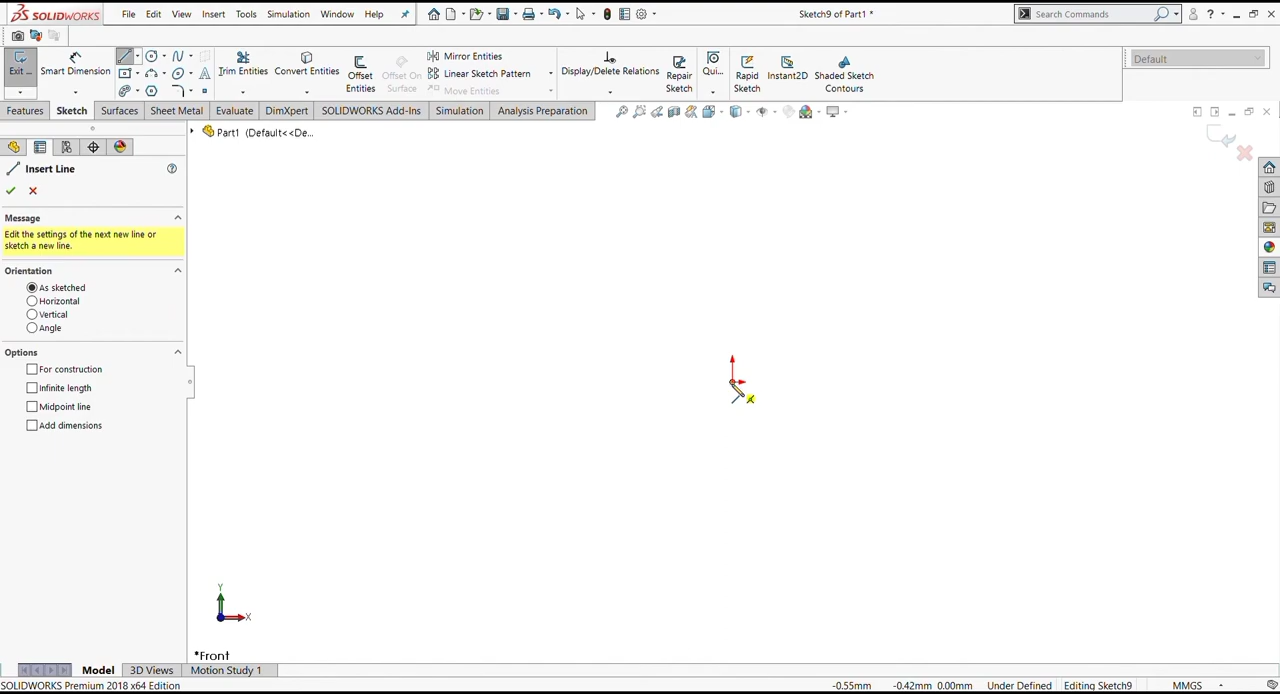 SOLIDWORKS File Edit View Insert Tools Simulation Window Help Sketch9 of Part1 * Search Commands ?
Exit ... Smart Dimension Trim Entities Convert Entities Offset Entities Offset On Surface Mirror Entities Linear Sketch Pattern Move Entities Display/Delete Relations Repair Sketch Qui... Rapid Sketch Instant2D Shaded Sketch Contours Default
Features Sketch Surfaces Sheet Metal Evaluate DimXpert SOLIDWORKS Add-Ins Simulation Analysis Preparation
Part1 (Default<<De...
Insert Line
Message
Edit the settings of the next new line or
sketch a new line.
Orientation
As sketched
Horizontal
Vertical
Angle
Options
For construction
Infinite length
Midpoint line
Add dimensions
Y
X
*Front
Model 3D Views Motion Study 1
SOLIDWORKS Premium 2018 x64 Edition -0.55mm -0.42mm 0.00mm Under Defined Editing Sketch9 MMGS